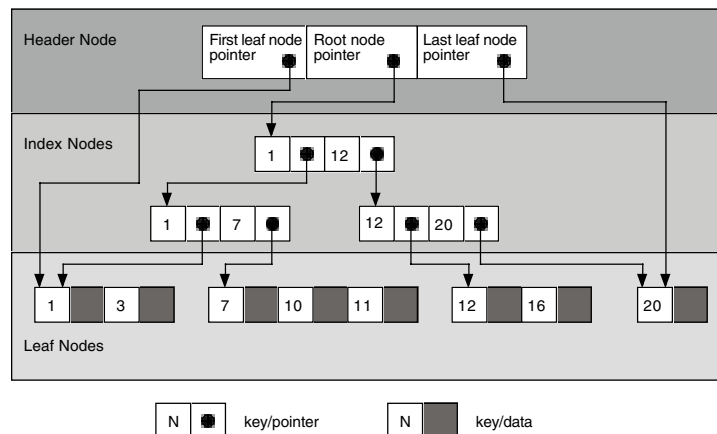 Header Node
First leaf node
pointer
Root node
pointer
Last leaf node
pointer
Index Nodes
1 12
1 7
12 20
1 3
7 10 11
12 16
20
Leaf Nodes
N key/pointer
N key/data